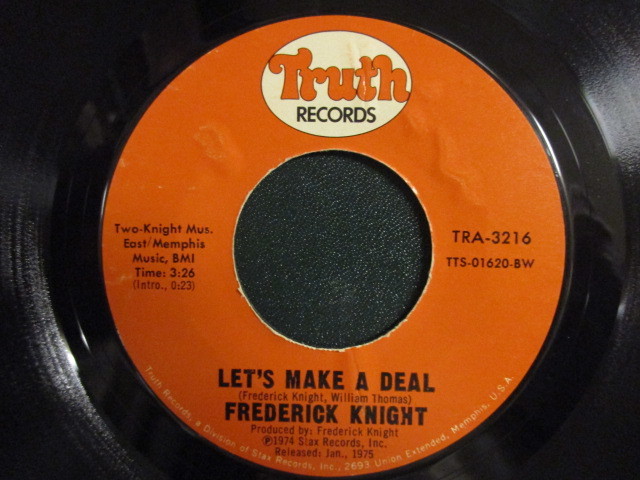 Truth
RECORDS
Two-Knight Mus.
East/Memphis
Music, BMI
Time: 3:26
(Intro., 0:23)
TRA-3216
TTS-01620-BW
LET'S MAKE A DEAL
(Frederick Knight, William Thomas)
FREDERICK KNIGHT
Produced by: Frederick Knight
℗1974 Stax Records, Inc.
Released: Jan., 1975
Truth Records, a Division of Stax Records, Inc., 2693 Union Extended, Memphis, U.S.A.